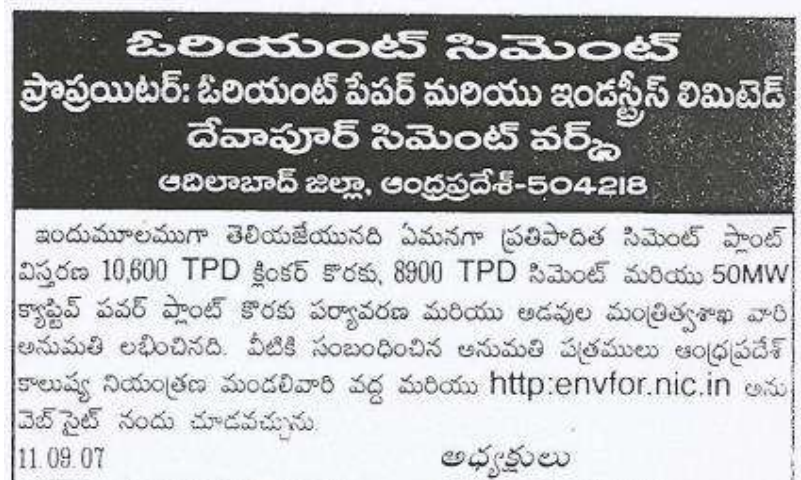 ఓరియంట్ సిమెంట్
ప్రొప్రయిటర్: ఓరియంట్ పేపర్ మరియు ఇండస్ట్రీస్ లిమిటెడ్
దేవాపూర్ సిమెంట్ వర్క్స్
ఆదిలాబాద్ జిల్లా, ఆంధ్రప్రదేశ్-504218
ఇందుమూలముగా తెలియజేయునది ఏమనగా ప్రతిపాదిత సిమెంట్ ప్లాంట్
విస్తరణ 10,600 TPD క్లింకర్ కొరకు, 8900 TPD సిమెంట్ మరియు 50MW
క్యాప్టివ్ పవర్ ప్లాంట్ కొరకు పర్యావరణ మరియు అడవుల మంత్రిత్వశాఖ వారి
అనుమతి లభించినది. వీటికి సంబంధించిన అనుమతి పత్రములు ఆంధ్రప్రదేశ్
కాలుష్య నియంత్రణ మండలివారి వద్ద మరియు http:envfor.nic.in అను
వెబ్ సైట్ నందు చూడవచ్చును.
11.09.07 అధ్యక్షులు